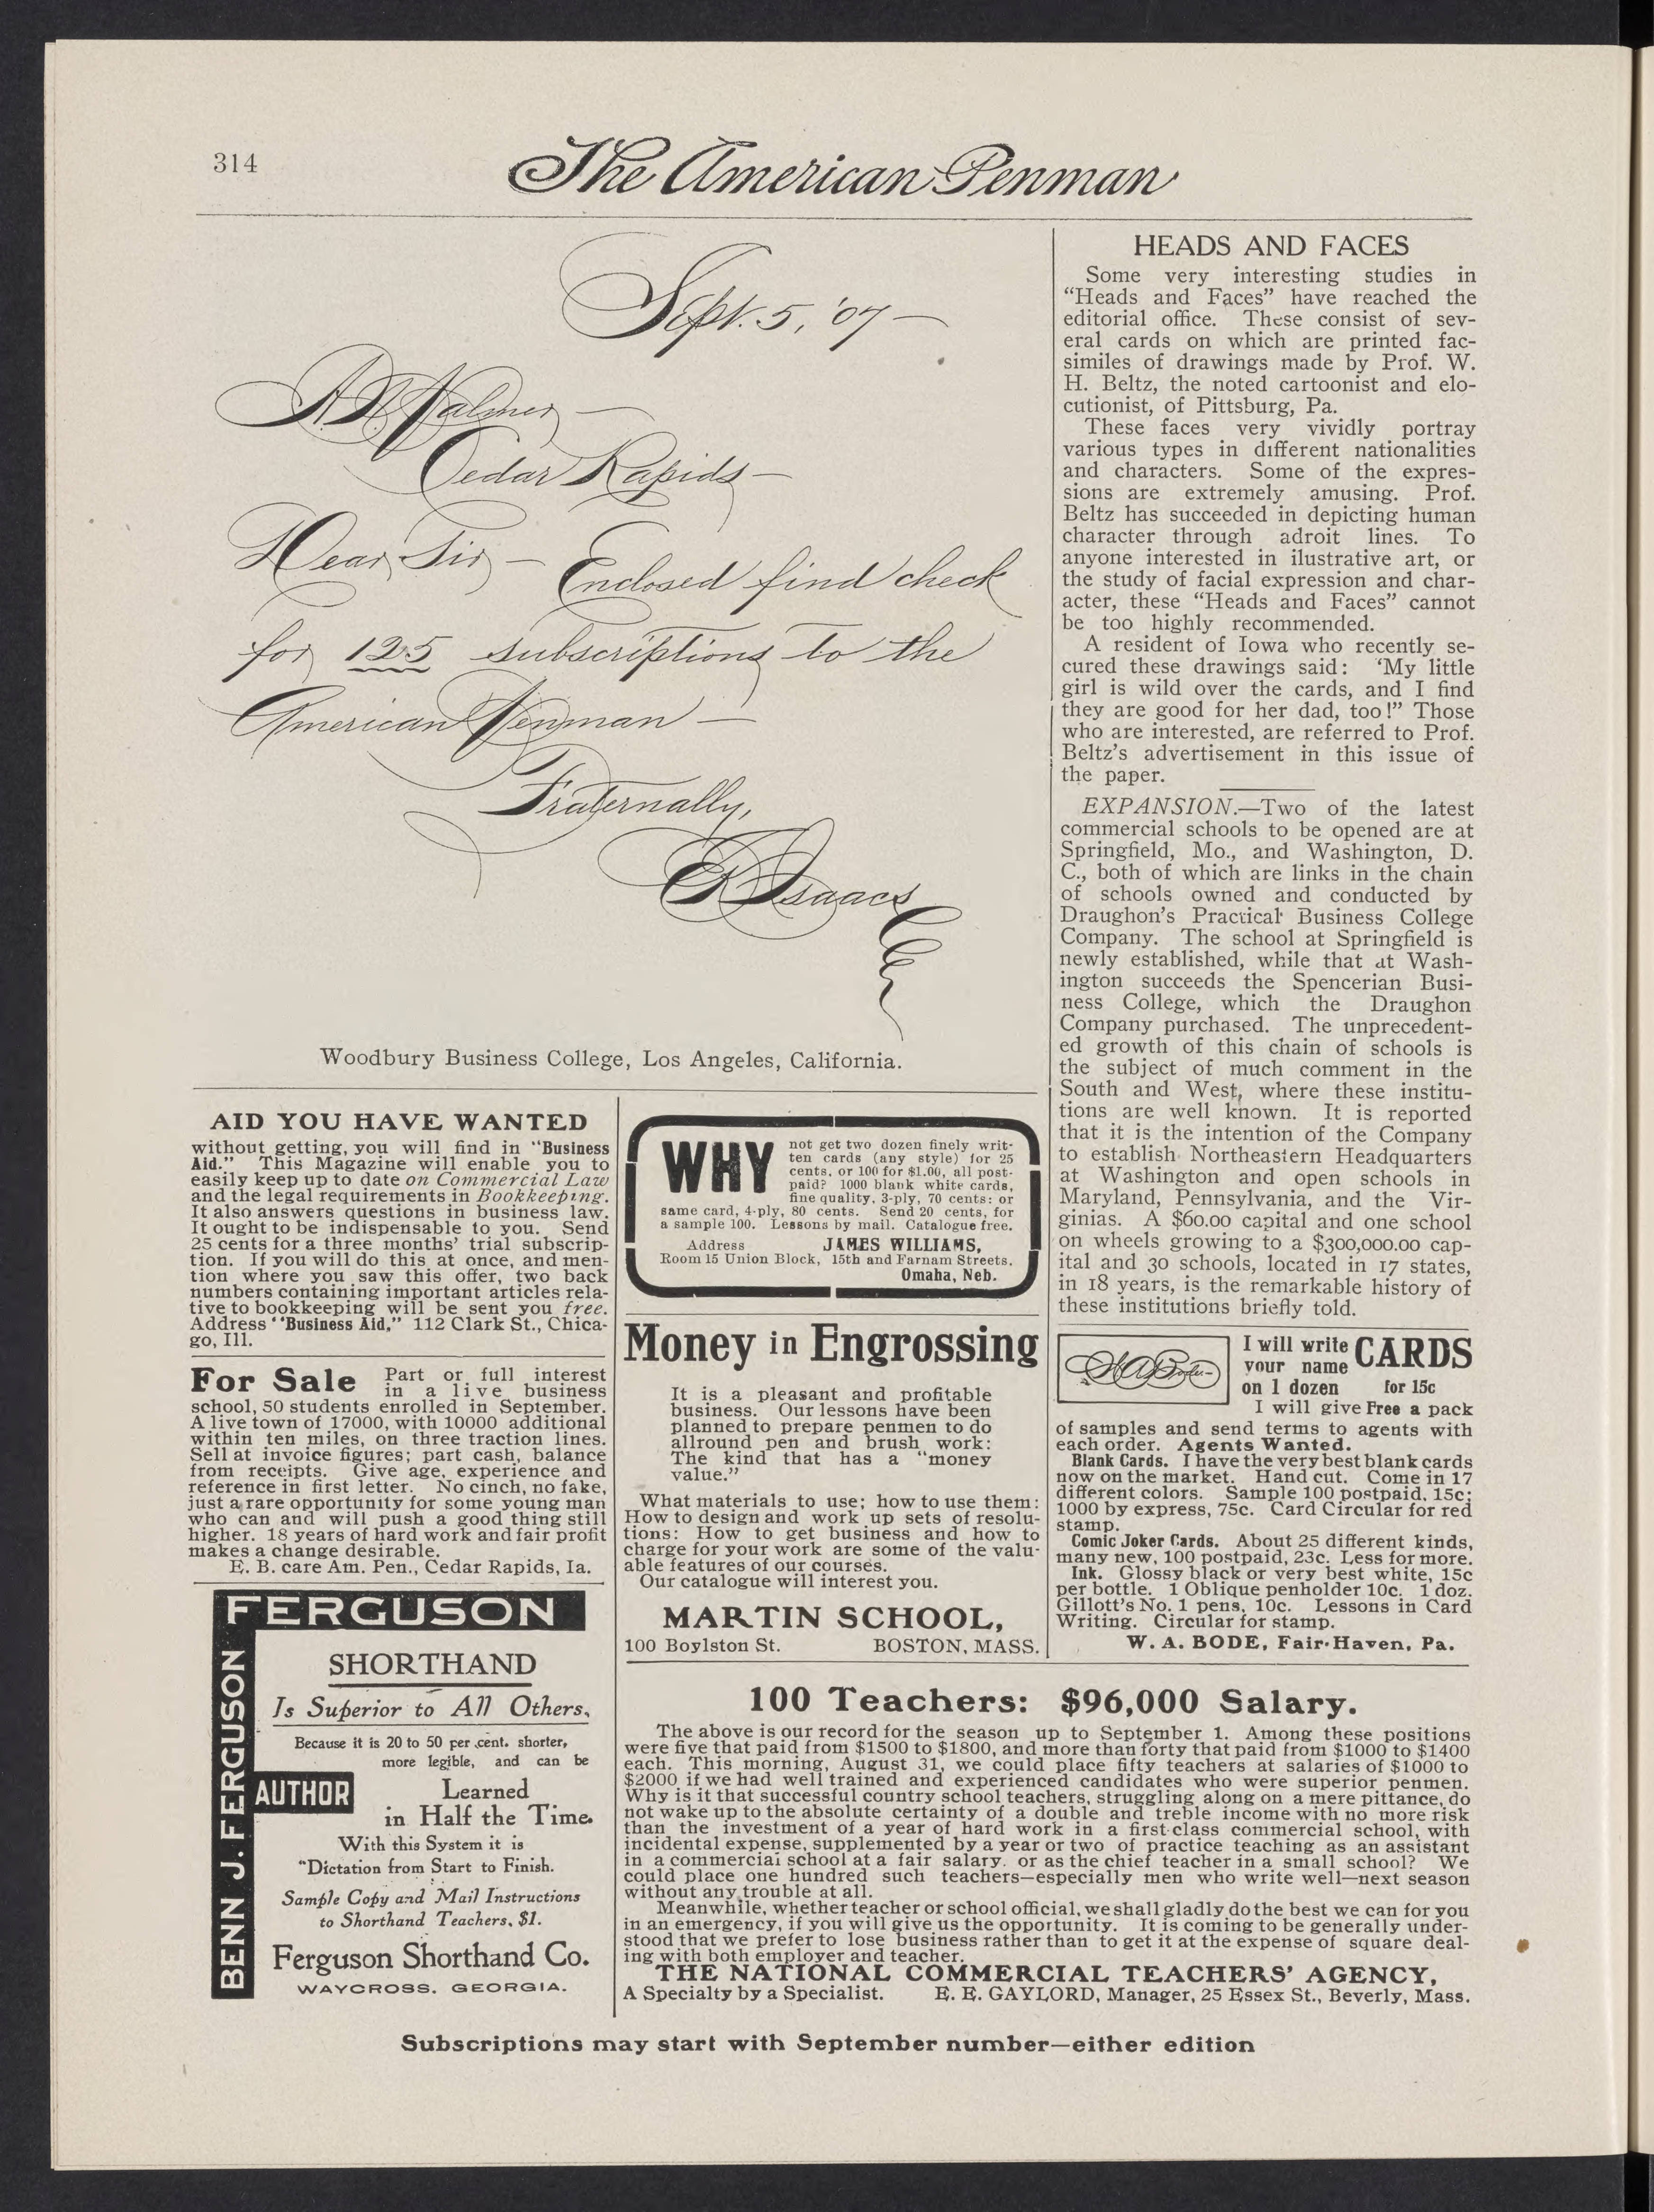 314
The American Penman
Sept. 5, '07 —
A. N. Palmer —
Cedar Rapids —
Dear Sir — Enclosed find check
for 125 subscriptions to the
American Penman —
Fraternally,
Isaacs
Woodbury Business College, Los Angeles, California.
HEADS AND FACES
Some very interesting studies in
“Heads and Faces” have reached the
editorial office. These consist of sev-
eral cards on which are printed fac-
similes of drawings made by Prof. W.
H. Beltz, the noted cartoonist and elo-
cutionist, of Pittsburg, Pa.
These faces very vividly portray
various types in different nationalities
and characters. Some of the expres-
sions are extremely amusing. Prof.
Beltz has succeeded in depicting human
character through adroit lines. To
anyone interested in ilustrative art, or
the study of facial expression and char-
acter, these “Heads and Faces” cannot
be too highly recommended.
A resident of Iowa who recently se-
cured these drawings said: ‘My little
girl is wild over the cards, and I find
they are good for her dad, too!” Those
who are interested, are referred to Prof.
Beltz’s advertisement in this issue of
the paper.
EXPANSION.—Two of the latest
commercial schools to be opened are at
Springfield, Mo., and Washington, D.
C., both of which are links in the chain
of schools owned and conducted by
Draughon’s Practical Business College
Company. The school at Springfield is
newly established, while that at Wash-
ington succeeds the Spencerian Busi-
ness College, which the Draughon
Company purchased. The unprecedent-
ed growth of this chain of schools is
the subject of much comment in the
South and West, where these institu-
tions are well known. It is reported
that it is the intention of the Company
to establish Northeastern Headquarters
at Washington and open schools in
Maryland, Pennsylvania, and the Vir-
ginias. A $60.00 capital and one school
on wheels growing to a $300,000.00 cap-
ital and 30 schools, located in 17 states,
in 18 years, is the remarkable history of
these institutions briefly told.
AID YOU HAVE WANTED
without getting, you will find in “Business
Aid.” This Magazine will enable you to
easily keep up to date on Commercial Law
and the legal requirements in Bookkeeping.
It also answers questions in business law.
It ought to be indispensable to you. Send
25 cents for a three months’ trial subscrip-
tion. If you will do this at once, and men-
tion where you saw this offer, two back
numbers containing important articles rela-
tive to bookkeeping will be sent you free.
Address ‘‘Business Aid,” 112 Clark St., Chica-
go, Ill.
For Sale Part or full interest
in a live business
school, 50 students enrolled in September.
A live town of 17000, with 10000 additional
within ten miles, on three traction lines.
Sell at invoice figures; part cash, balance
from receipts. Give age, experience and
reference in first letter. No cinch, no fake,
just a rare opportunity for some young man
who can and will push a good thing still
higher. 18 years of hard work and fair profit
makes a change desirable.
E. B. care Am. Pen., Cedar Rapids, Ia.
FERGUSON
BENN J. FERGUSON
AUTHOR
SHORTHAND
Is Superior to All Others,
Because it is 20 to 50 per cent. shorter,
more legible, and can be
Learned
in Half the Time.
With this System it is
“Dictation from Start to Finish.
Sample Copy and Mail Instructions
to Shorthand Teachers, $1.
Ferguson Shorthand Co.
WAYCROSS. GEORGIA.
WHY not get two dozen finely writ-
ten cards (any style) for 25
cents, or 100 for $1.00, all post-
paid? 1000 blank white cards,
fine quality, 3-ply, 70 cents: or
same card, 4-ply, 80 cents. Send 20 cents, for
a sample 100. Lessons by mail. Catalogue free.
Address JAMES WILLIAMS,
Room 15 Union Block, 15th and Farnam Streets.
Omaha, Neb.
Money in Engrossing
It is a pleasant and profitable
business. Our lessons have been
planned to prepare penmen to do
allround pen and brush work:
The kind that has a “money
value.”
What materials to use; how to use them:
How to design and work up sets of resolu-
tions: How to get business and how to
charge for your work are some of the valu-
able features of our courses.
Our catalogue will interest you.
MARTIN SCHOOL,
100 Boylston St. BOSTON, MASS.
W. A. Bode
I will write CARDS
your name
on 1 dozen for 15c
I will give Free a pack
of samples and send terms to agents with
each order. Agents Wanted.
Blank Cards. I have the very best blank cards
now on the market. Hand cut. Come in 17
different colors. Sample 100 postpaid, 15c:
1000 by express, 75c. Card Circular for red
stamp.
Comic Joker Cards. About 25 different kinds,
many new, 100 postpaid, 23c. Less for more.
Ink. Glossy black or very best white, 15c
per bottle. 1 Oblique penholder 10c. 1 doz.
Gillott’s No. 1 pens, 10c. Lessons in Card
Writing. Circular for stamp.
W. A. BODE, Fair-Haven, Pa.
100 Teachers: $96,000 Salary.
The above is our record for the season up to September 1. Among these positions
were five that paid from $1500 to $1800, and more than forty that paid from $1000 to $1400
each. This morning, August 31, we could place fifty teachers at salaries of $1000 to
$2000 if we had well trained and experienced candidates who were superior penmen.
Why is it that successful country school teachers, struggling along on a mere pittance, do
not wake up to the absolute certainty of a double and treble income with no more risk
than the investment of a year of hard work in a first-class commercial school, with
incidental expense, supplemented by a year or two of practice teaching as an assistant
in a commercial school at a fair salary. or as the chief teacher in a small school? We
could place one hundred such teachers—especially men who write well—next season
without any trouble at all.
Meanwhile, whether teacher or school official, we shall gladly do the best we can for you
in an emergency, if you will give us the opportunity. It is coming to be generally under-
stood that we prefer to lose business rather than to get it at the expense of square deal-
ing with both employer and teacher.
THE NATIONAL COMMERCIAL TEACHERS’ AGENCY,
A Specialty by a Specialist. E. E. GAYLORD, Manager, 25 Essex St., Beverly, Mass.
Subscriptions may start with September number—either edition